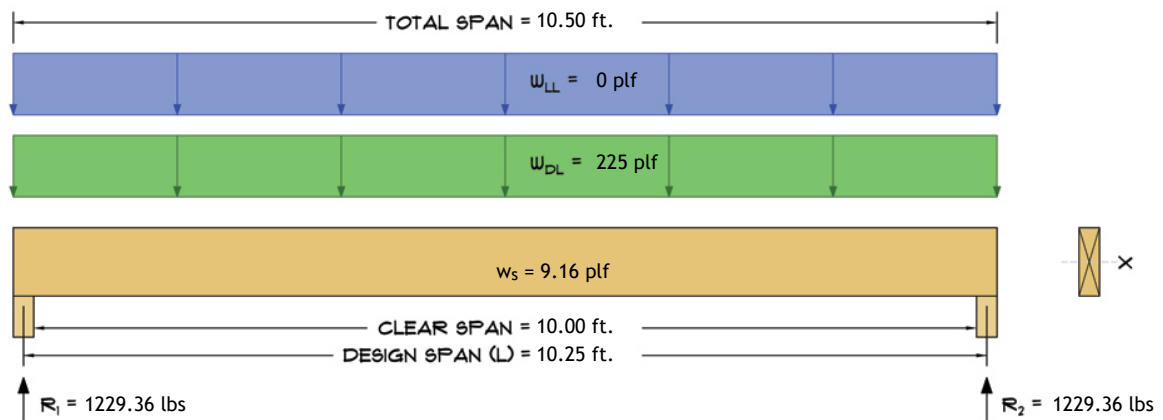 TOTAL SPAN = 10.50 ft.
WLL = 0 plf
WDL = 225 plf
ws = 9.16 plf
X
CLEAR SPAN = 10.00 ft.
DESIGN SPAN (L) = 10.25 ft.
R1 = 1229.36 lbs
R2 = 1229.36 lbs